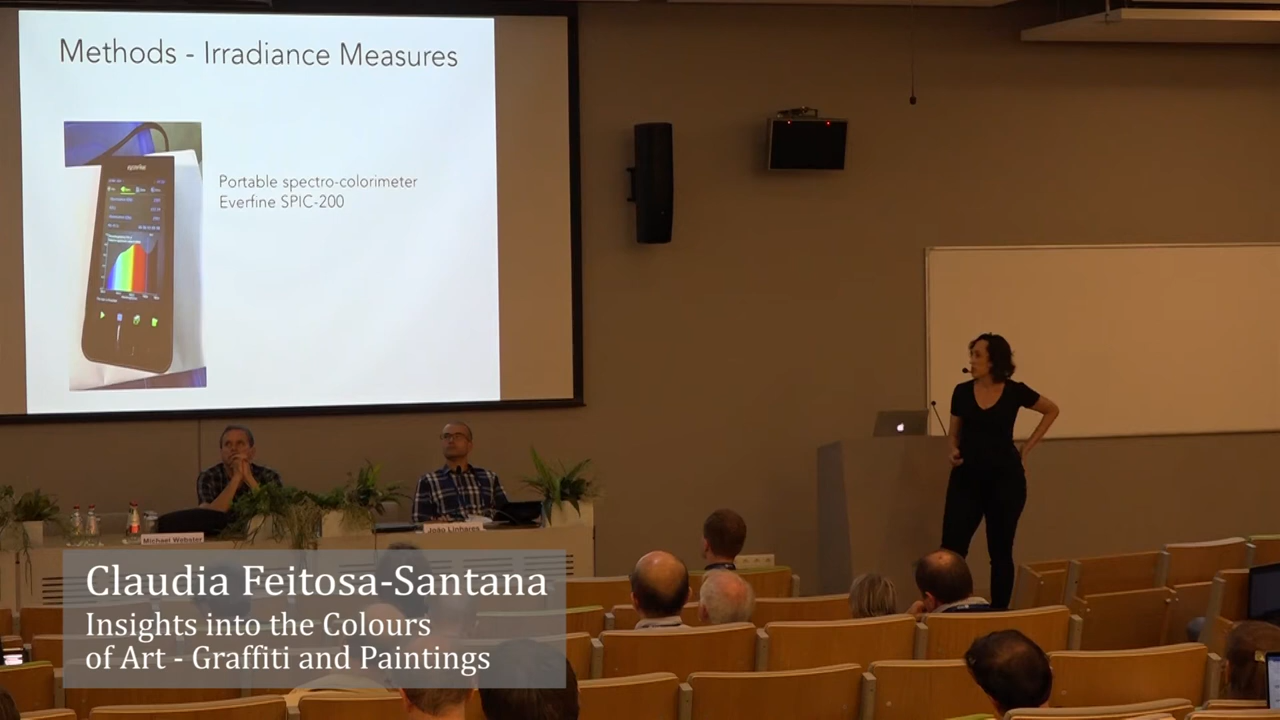 Methods - Irradiance Measures
Portable spectro-colorimeter
Everfine SPIC-200
Michael Webster
João Linhares
Claudia Feitosa-Santana
Insights into the Colours
of Art - Graffiti and Paintings